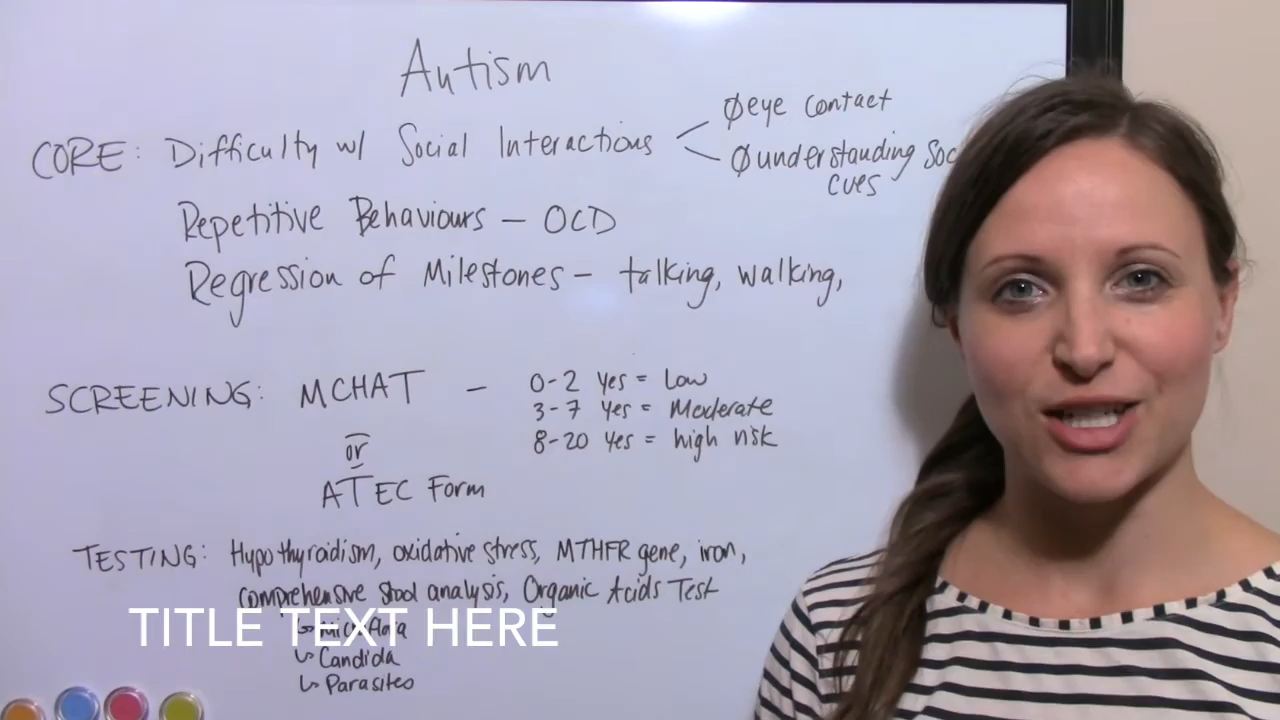 Autism
CORE: Difficulty w/ Social Interactions
Øeye contact
Øunderstanding
cues
Repetitive Behaviours – OCD
Regression of Milestones – talking, walking,
SCREENING: MCHAT –
0-2 yes = Low
3-7 yes = Moderate
8-20 yes = high risk
or
ATEC Form
TESTING: Hypothyroidism, oxidative stress, MTHFR gene, iron,
comprehensive stool analysis, Organic Acids Test
TITLE TEXT HERE
↳ Candida
↳ Parasites